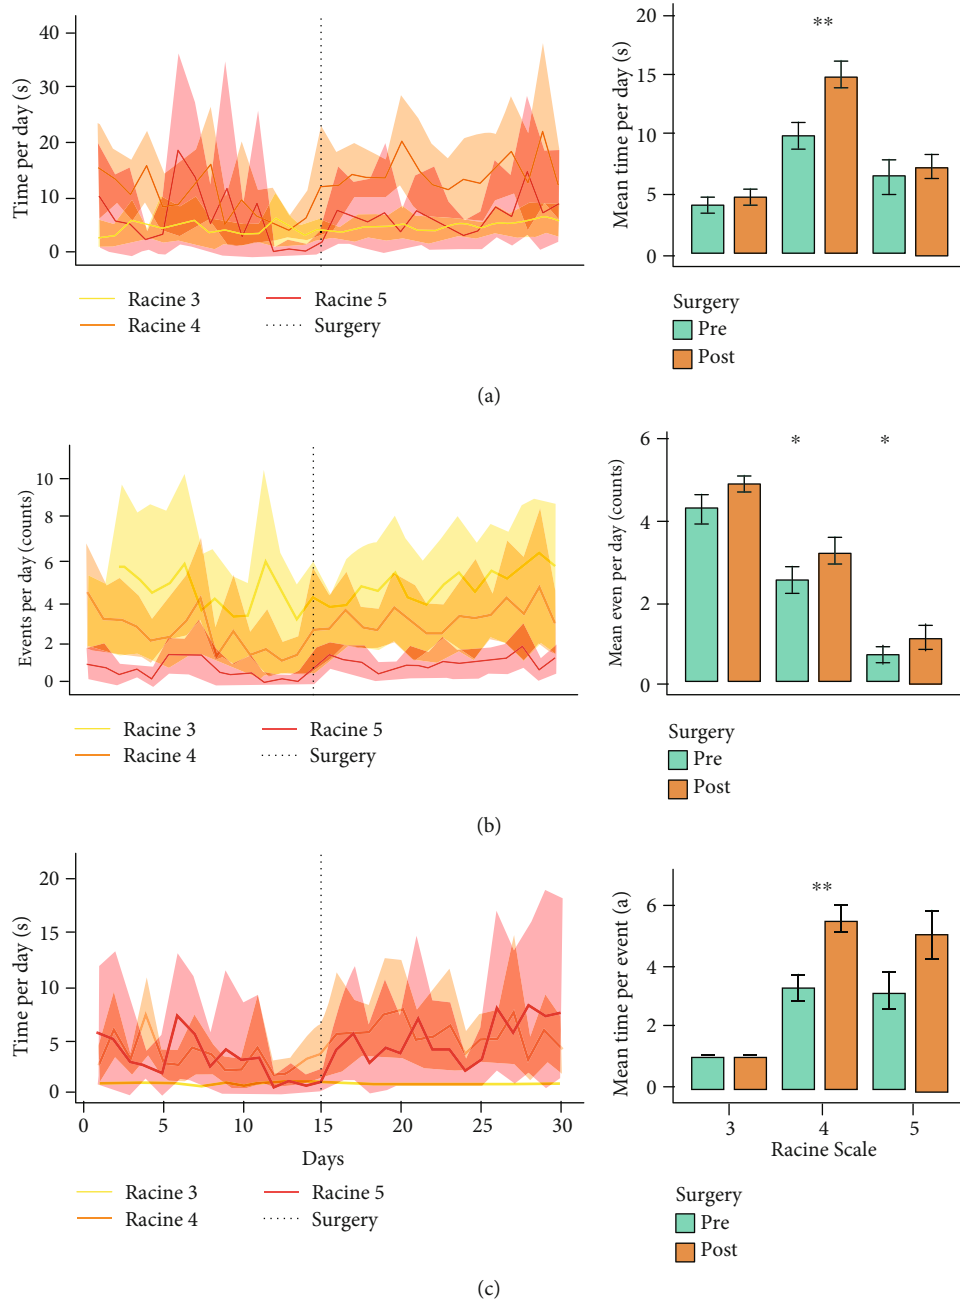 Time per day (s)
40
30
20
10
0
Racine 3
Racine 4
Racine 5
Surgery
Mean time per day (s)
20
15
10
5
0
**
Surgery
Pre
Post
(a)
Events per day (counts)
10
8
6
4
2
0
Racine 3
Racine 4
Racine 5
Surgery
Mean even per day (counts)
6
4
2
0
*
*
Surgery
Pre
Post
(b)
Time per day (s)
20
15
10
5
0
0 5 10 15 20 25 30
Days
Racine 3
Racine 4
Racine 5
Surgery
Mean time per event (a)
6
4
2
0
**
3 4 5
Racine Scale
Surgery
Pre
Post
(c)